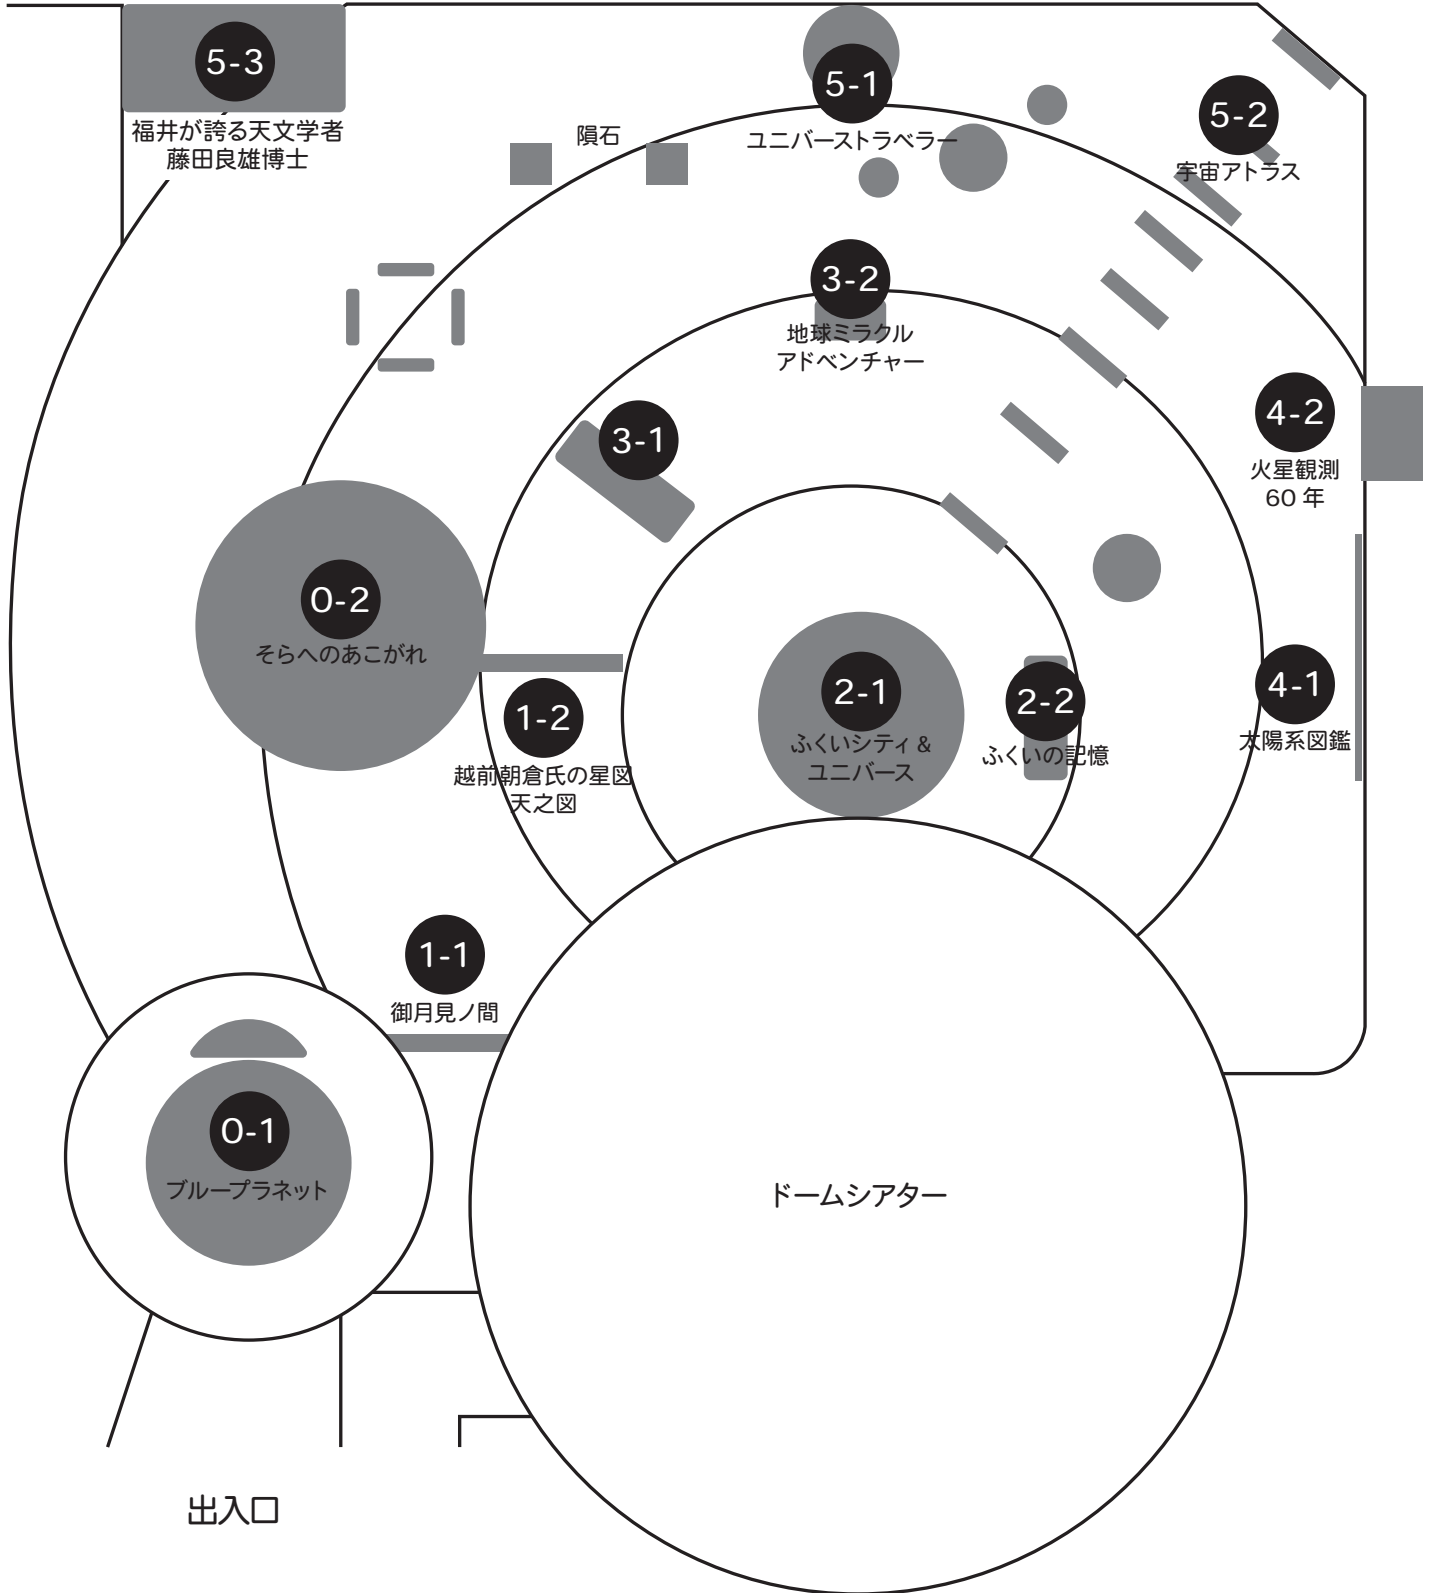 5-3
福井が誇る天文学者
藤田良雄博士
隕石
5-1
ユニバーストラベラー
5-2
宇宙アトラス
3-2
地球ミラクル
アドベンチャー
3-1
4-2
火星観測
60 年
0-2
そらへのあこがれ
1-2
越前朝倉氏の星図
天之図
2-1
ふくいシティ &
ユニバース
2-2
ふくいの記憶
4-1
太陽系図鑑
1-1
御月見ノ間
0-1
ブループラネット
ドームシアター
出入口